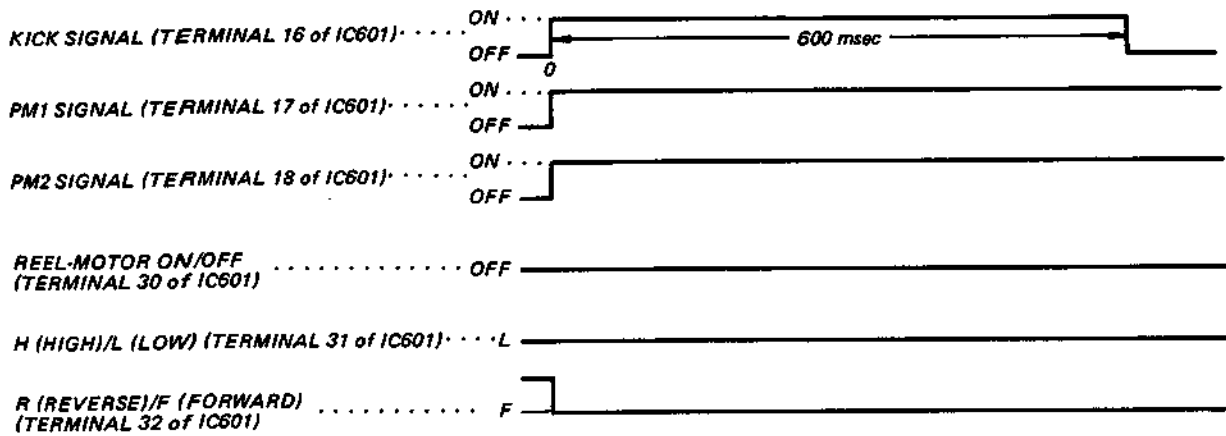 KICK SIGNAL (TERMINAL 16 of IC601) · · · · · ON · · · ·
OFF
600 msec
0
PM1 SIGNAL (TERMINAL 17 of IC601) · · · · · ON · · · ·
OFF
PM2 SIGNAL (TERMINAL 18 of IC601) · · · · · ON · · · ·
OFF
REEL-MOTOR ON/OFF
(TERMINAL 30 of IC601) · · · · · · · · · · · · OFF
H (HIGH)/L (LOW) (TERMINAL 31 of IC601) · · · · L
R (REVERSE)/F (FORWARD)
(TERMINAL 32 of IC601) · · · · · · · · · · F